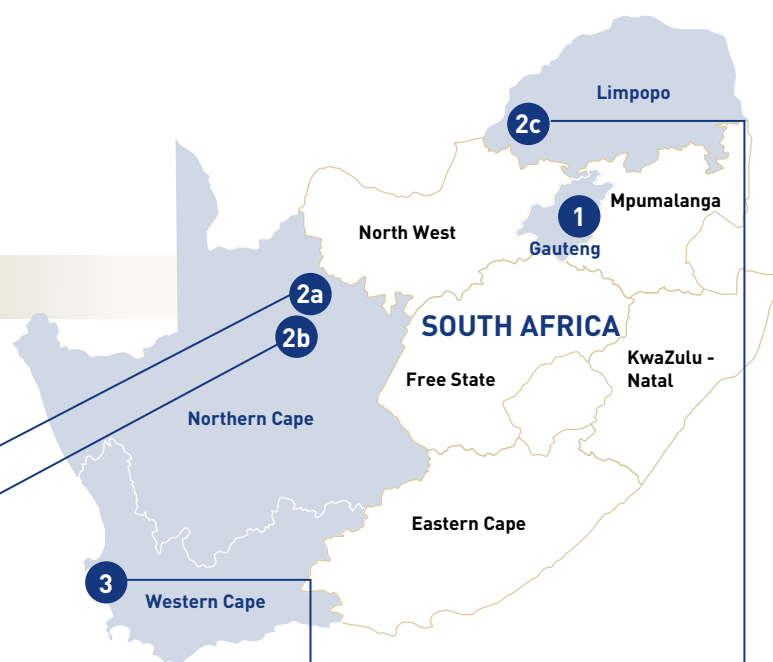 Limpopo
2c
Mpumalanga
1
North West
Gauteng
2a
SOUTH AFRICA
2b
KwaZulu -
Natal
Free State
Northern Cape
Eastern Cape
3
Western Cape